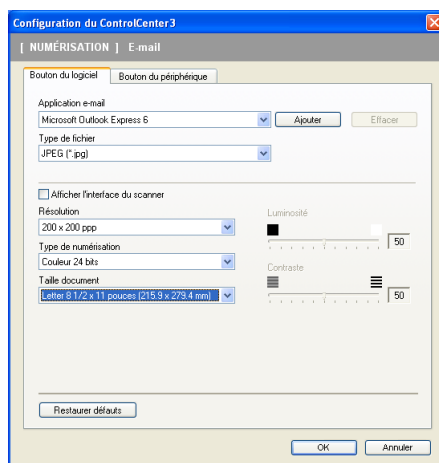 Configuration du ControlCenter3
[ NUMÉRISATION ] E-mail
Bouton du logiciel Bouton du périphérique
Application e-mail
Microsoft Outlook Express 6 Ajouter Effacer
Type de fichier
JPEG (*.jpg)
Afficher l'interface du scanner
Résolution Luminosité
200 x 200 ppp 50
Type de numérisation
Couleur 24 bits
Contraste
Taille document
Letter 8 1/2 x 11 pouces (215.9 x 279.4 mm) 50
Restaurer défauts
OK Annuler